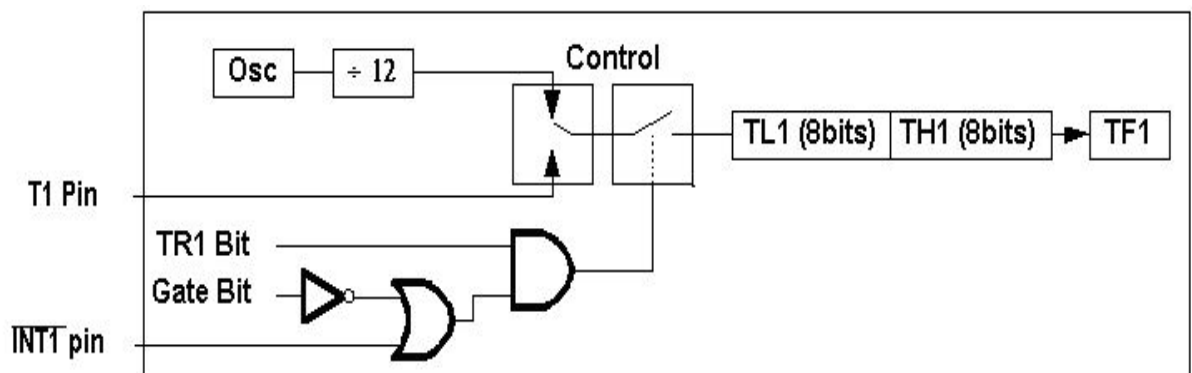 Control
Osc
÷ 12
TL1 (8bits)
TH1 (8bits)
TF1
T1 Pin
TR1 Bit
Gate Bit
INT1 pin